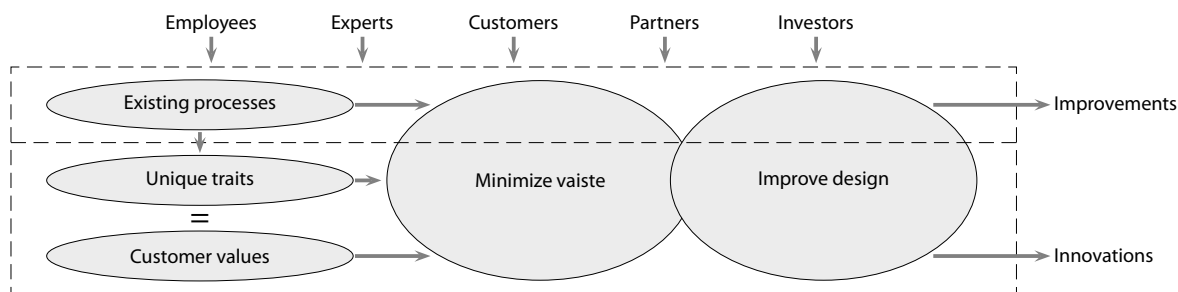 Employees Experts Customers Partners Investors
Existing processes
Improvements
Unique traits
Minimize vaiste
Improve design
=
Customer values
Innovations